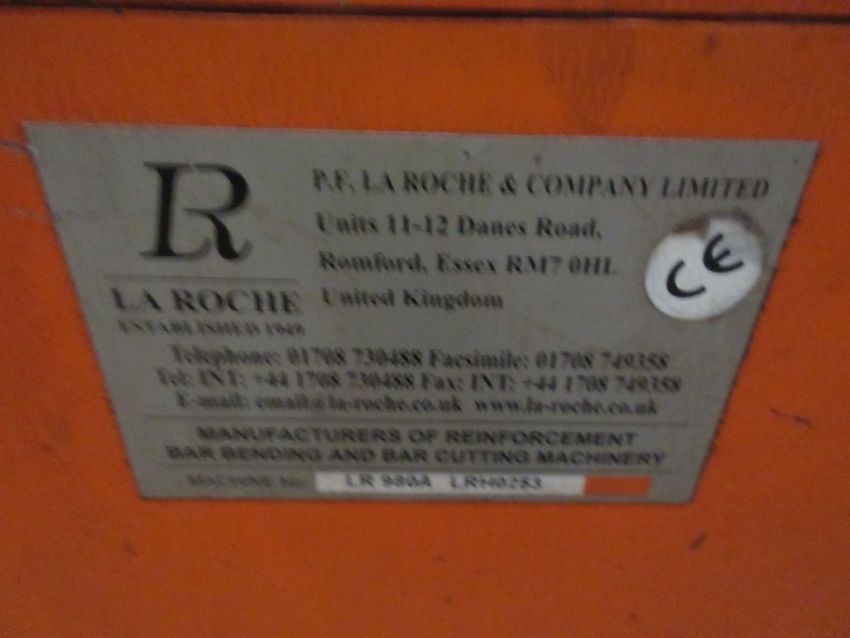 LR
P.F. LA ROCHE & COMPANY LIMITED
Units 11-12 Danes Road,
Romford, Essex RM7 0HL
United Kingdom
CE
LA ROCHE
ESTABLISHED 1949
Telephone: 01708 730488 Facsimile: 01708 749358
Tel: INT: +44 1708 730488 Fax: INT: +44 1708 749358
E-mail: email@la-roche.co.uk www.la-roche.co.uk
MANUFACTURERS OF REINFORCEMENT
BAR BENDING AND BAR CUTTING MACHINERY
MACHINE No.